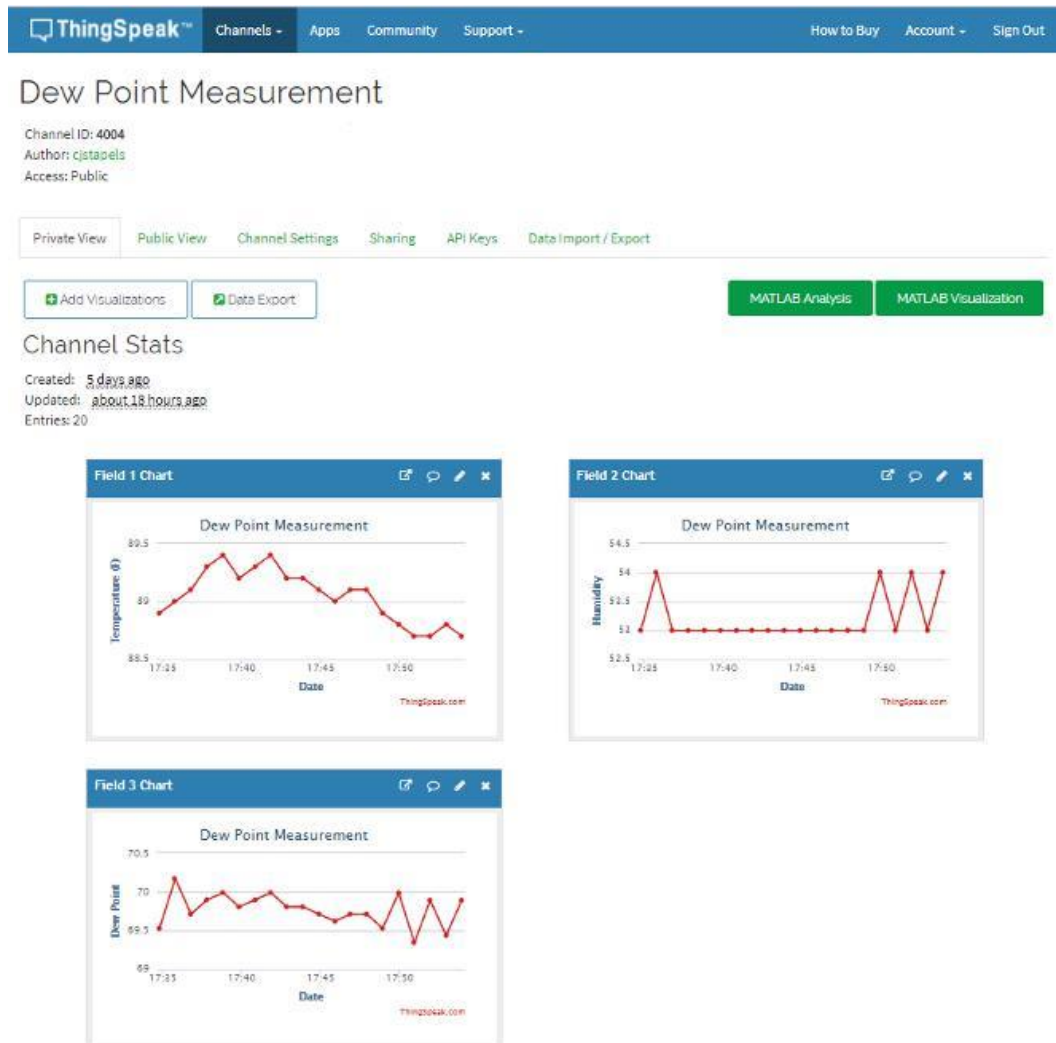 ThingSpeak™ Channels Apps Community Support How to Buy Account Sign Out
Dew Point Measurement
Channel ID: 4004
Author: cjstapels
Access: Public
Private View Public View Channel Settings Sharing API Keys Data Import / Export
Add Visualizations Data Export MATLAB Analysis MATLAB Visualization
Channel Stats
Created: 5 days ago
Updated: about 18 hours ago
Entries: 20
Field 1 Chart
Dew Point Measurement
89.5
89
88.5
Temperature (F)
17:35 17:40 17:45 17:50
Date
ThingSpeak.com
Field 2 Chart
Dew Point Measurement
54.5
54
53.5
53
52.5
Humidity
17:35 17:40 17:45 17:50
Date
ThingSpeak.com
Field 3 Chart
Dew Point Measurement
70.5
70
69.5
69
Dew Point
17:35 17:40 17:45 17:50
Date
ThingSpeak.com